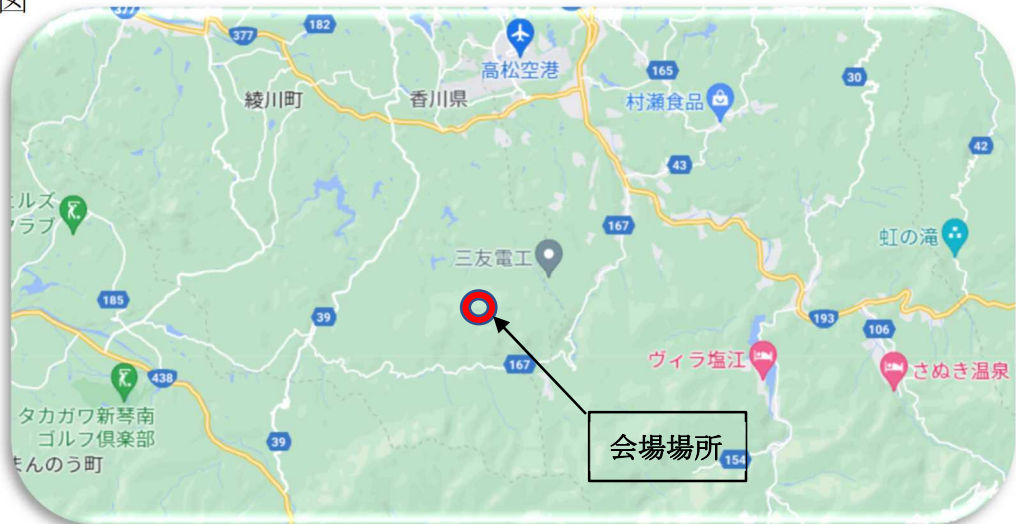 図
377
182
377
高松空港
165
30
綾川町
香川県
村瀬食品
42
43
ルズ
クラブ
167
虹の滝
三友電工
185
39
193
106
167
ヴィラ塩江
さぬき温泉
438
タカガワ新琴南
ゴルフ倶楽部
会場場所
39
154
まんのう町